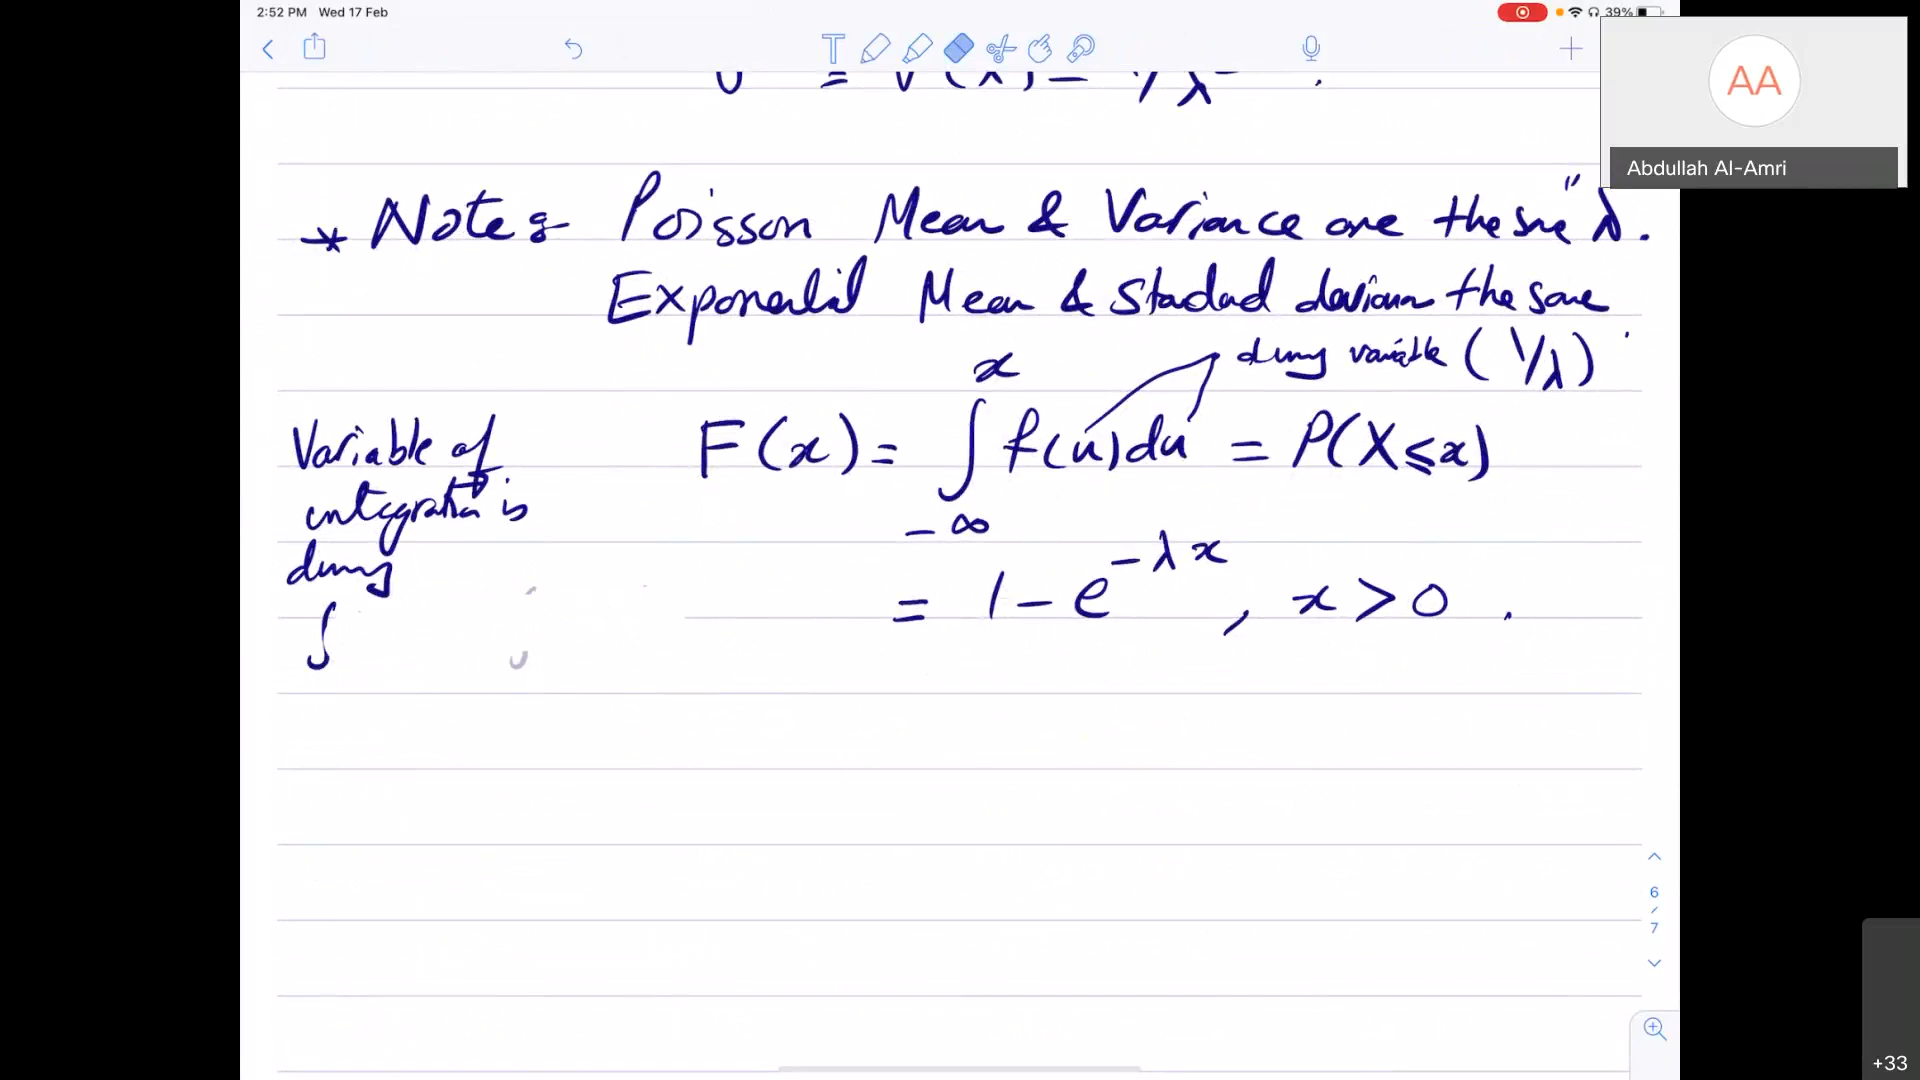 2:52 PM Wed 17 Feb
39%
AA
Abdullah Al-Amri
= V(X) = 1/λ² .
* Note:- Poisson Mean & Variance are the same "λ".
Exponential Mean & Standard deviation the same
(1/λ) .
dummy variable
F(x) = ∫_{-∞}^{x} f(u)du = P(X ≤ x)
= 1 - e^{-λx} , x > 0 .
Variable of
integration is
dummy
∫
6
/
7
+33